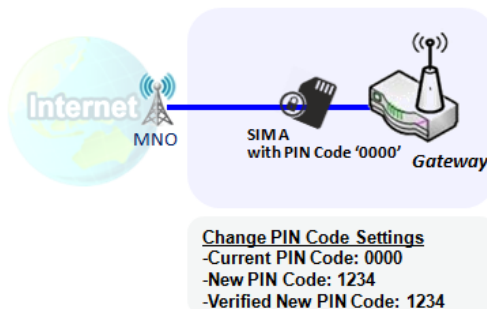 Internet
MNO
SIM A
with PIN Code ‘0000’
Gateway
Change PIN Code Settings
-Current PIN Code: 0000
-New PIN Code: 1234
-Verified New PIN Code: 1234